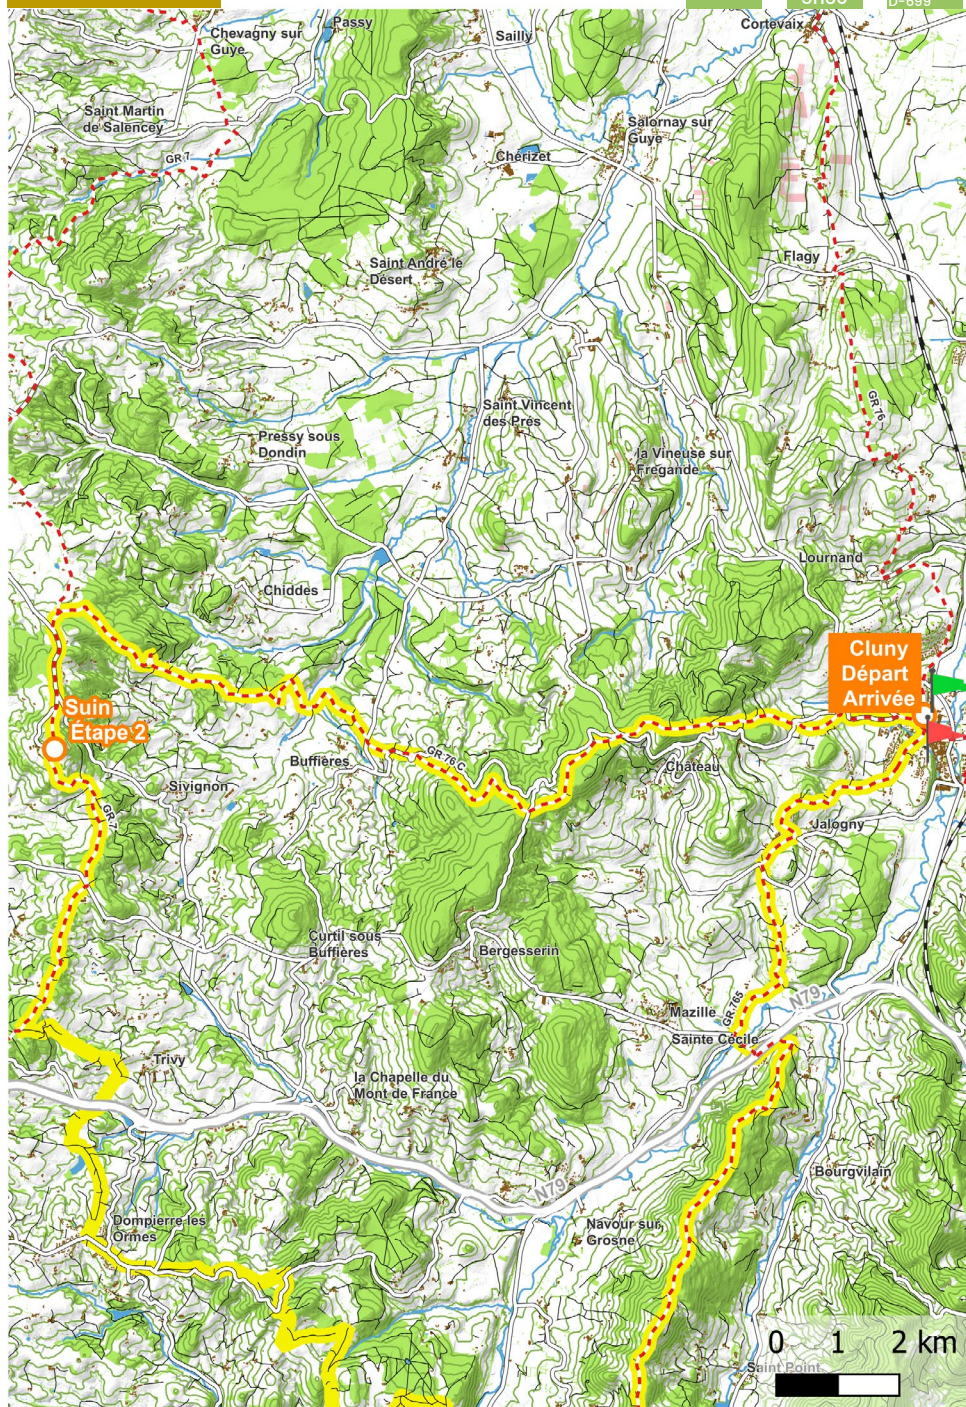 D-699
Passy
Chevagny sur
Guye
Sailly
Cortevaix
Saint Martin
de Salencey
Salornay sur
Guye
GR 7
Chérizet
Flagy
Saint André le
Désert
GR 76
Saint Vincent
des Prés
Pressy sous
Dondin
la Vineuse sur
Fregande
Lournand
Chiddes
Cluny
Départ
Arrivée
Suin
Étape 2
Buffières
GR 76 C
Château
Sivignon
GR 7
Jalogny
Curtil sous
Buffières
Bergesserin
N79
Mazille
GR 765
Sainte Cécile
Trivy
la Chapelle du
Mont de France
Bourgvilain
N79
Dompierre les
Ormes
Navour sur
Grosne
0 1 2 km
Saint Point